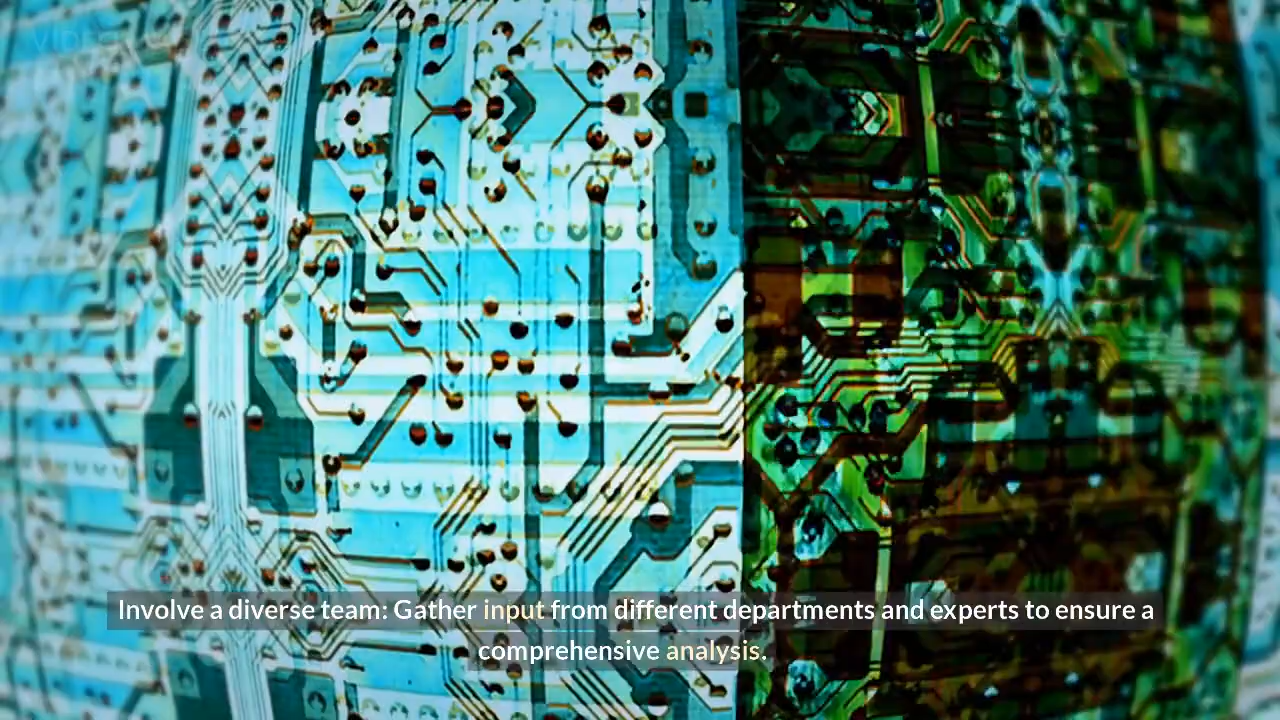 Involve a diverse team: Gather input from different departments and experts to ensure a
comprehensive analysis.